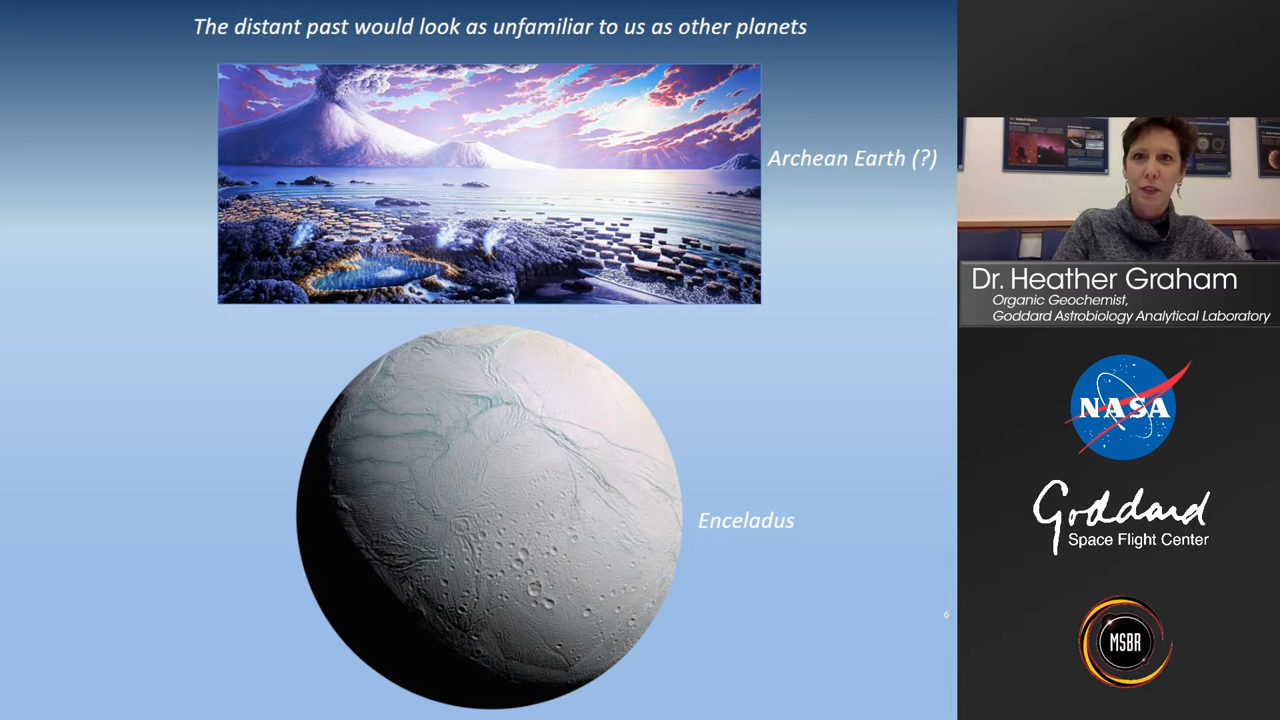 The distant past would look as unfamiliar to us as other planets
Archean Earth (?)
Enceladus
6
Dr. Heather Graham
Organic Geochemist,
Goddard Astrobiology Analytical Laboratory
NASA
Goddard
Space Flight Center
MSBR